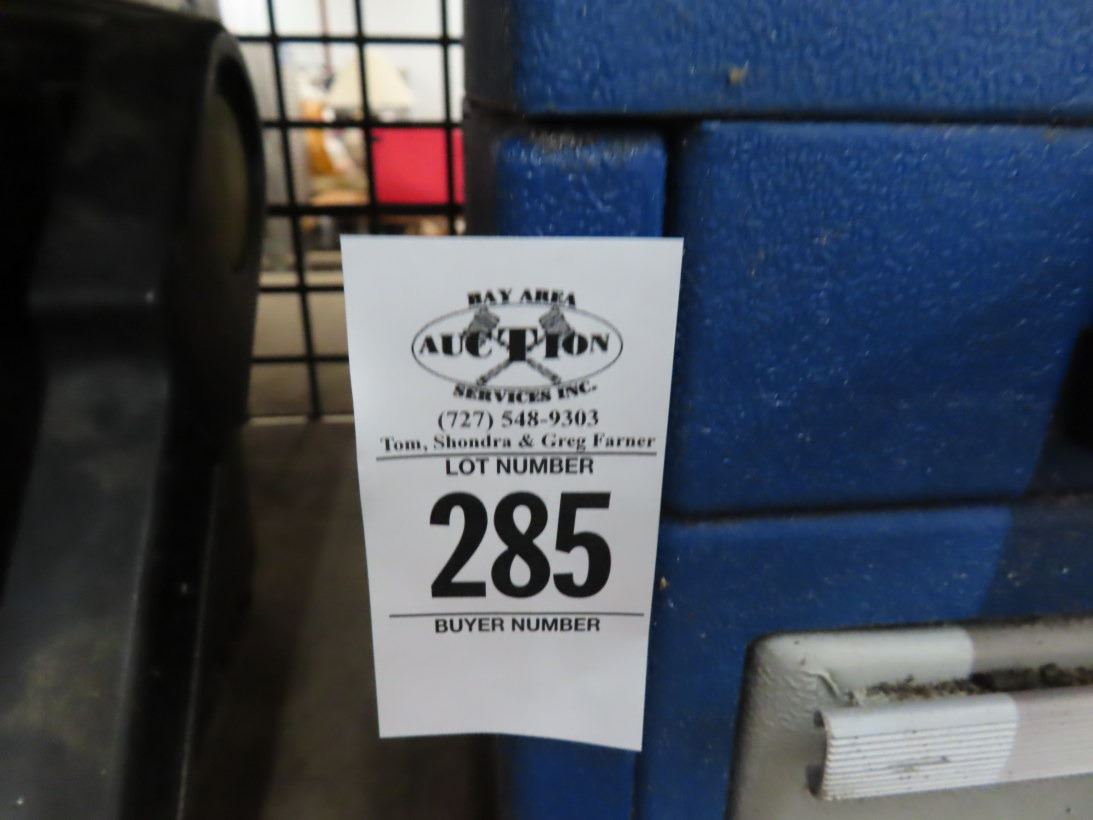 BAY AREA
AUCTION
SERVICES INC.
(727) 548-9303
Tom, Shondra & Greg Farner
LOT NUMBER
285
BUYER NUMBER